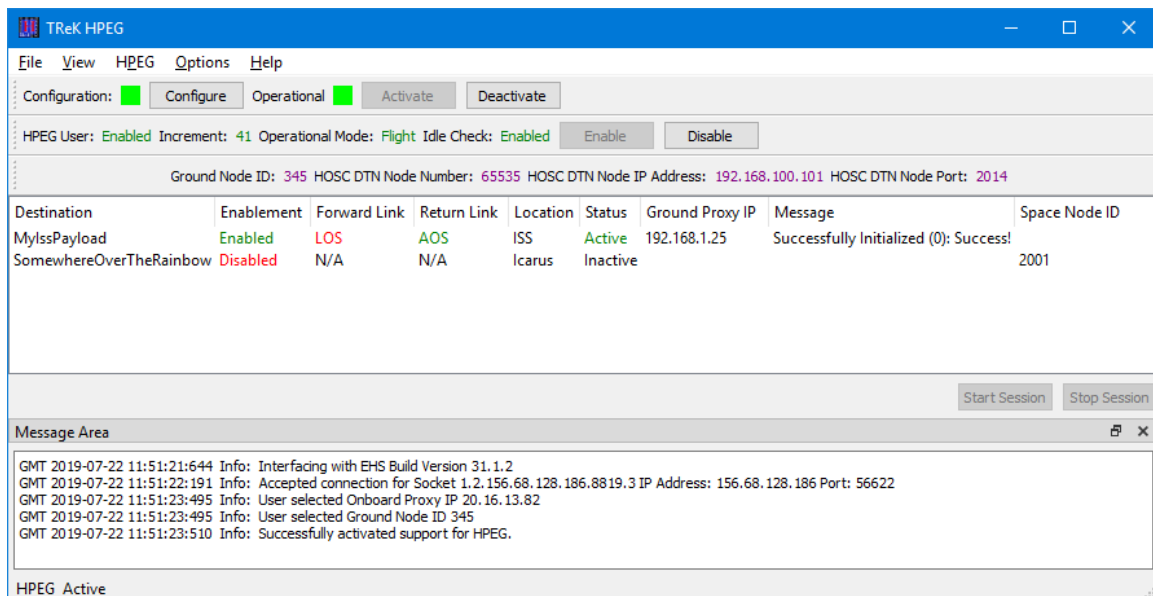 TReK HPEG
File View HPEG Options Help
Configuration: Configure Operational Activate Deactivate
HPEG User: Enabled Increment: 41 Operational Mode: Flight Idle Check: Enabled Enable Disable
Ground Node ID: 345 HOSC DTN Node Number: 65535 HOSC DTN Node IP Address: 192.168.100.101 HOSC DTN Node Port: 2014
Destination Enablement Forward Link Return Link Location Status Ground Proxy IP Message Space Node ID
MyIssPayload Enabled LOS AOS ISS Active 192.168.1.25 Successfully Initialized (0): Success!
SomewhereOverTheRainbow Disabled N/A N/A Icarus Inactive 2001
Start Session Stop Session
Message Area
GMT 2019-07-22 11:51:21:644 Info: Interfacing with EHS Build Version 31.1.2
GMT 2019-07-22 11:51:22:191 Info: Accepted connection for Socket 1.2.156.68.128.186.8819.3 IP Address: 156.68.128.186 Port: 56622
GMT 2019-07-22 11:51:23:495 Info: User selected Onboard Proxy IP 20.16.13.82
GMT 2019-07-22 11:51:23:495 Info: User selected Ground Node ID 345
GMT 2019-07-22 11:51:23:510 Info: Successfully activated support for HPEG.
HPEG Active